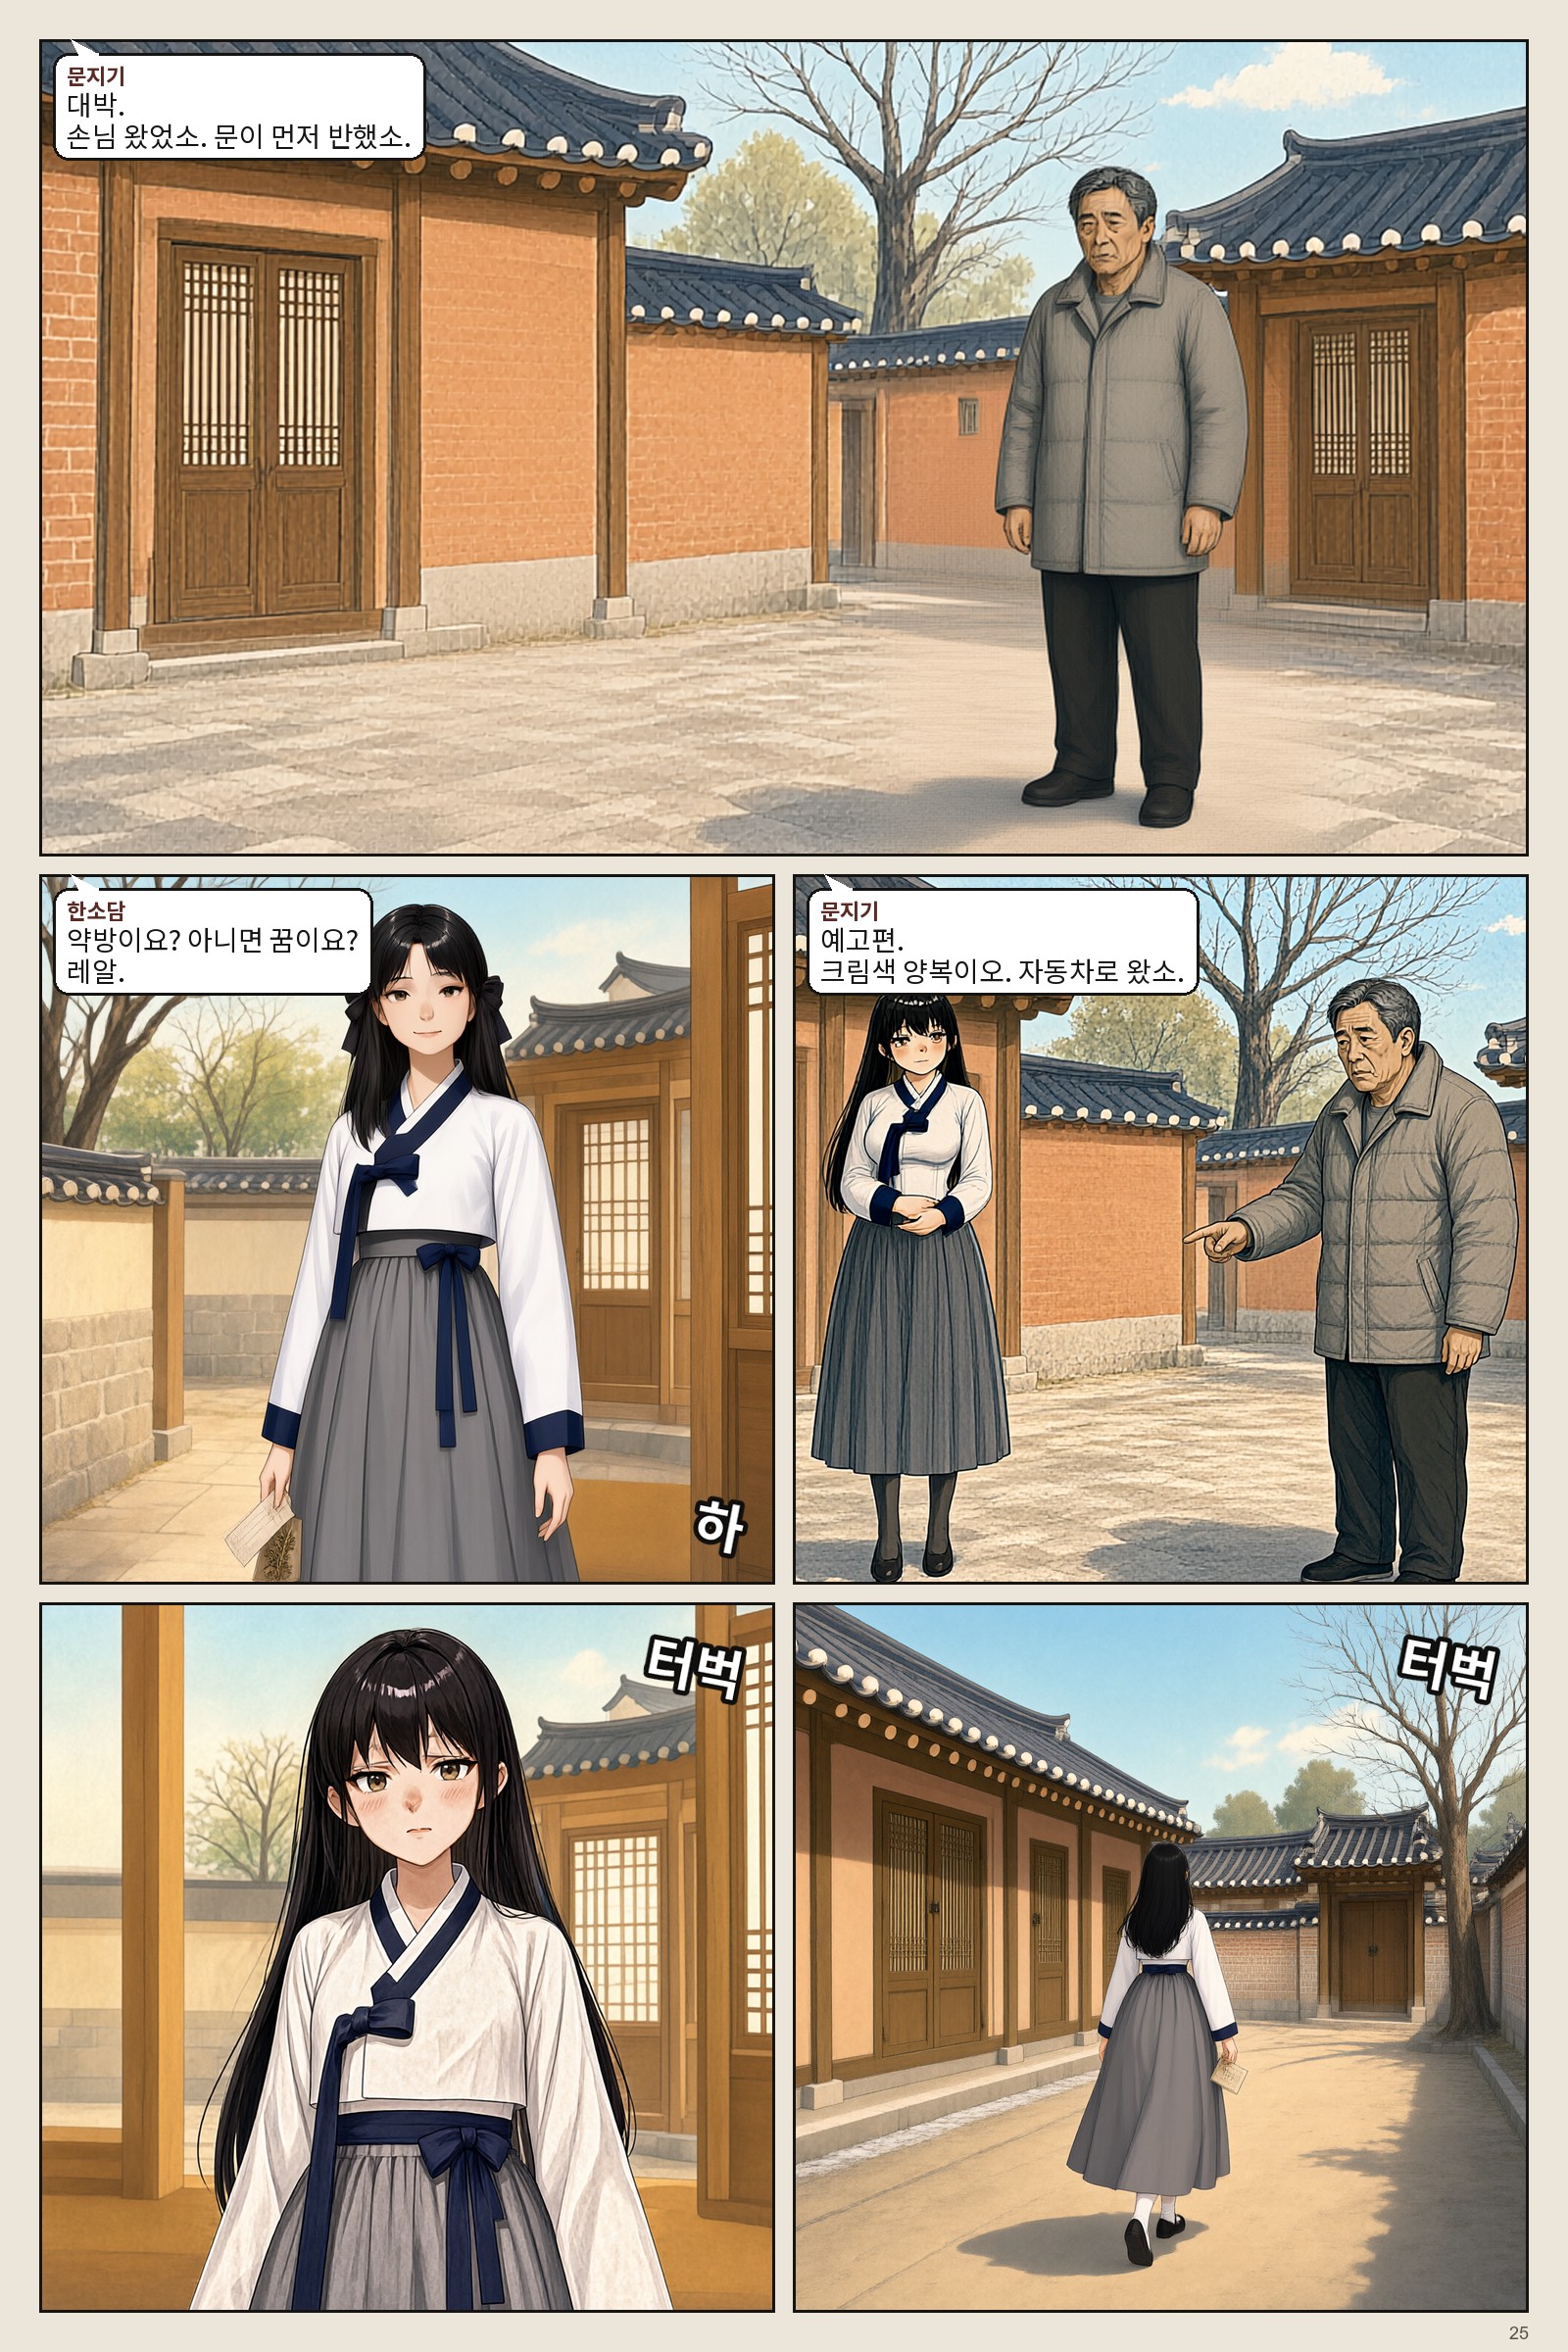 문지기
대박.
손님 왔었소. 문이 먼저 반했소.
한소담
약방이요? 아니면 꿈이요?
레알.
하
문지기
예고편.
크림색 양복이오. 자동차로 왔소.
터벅
터벅
25